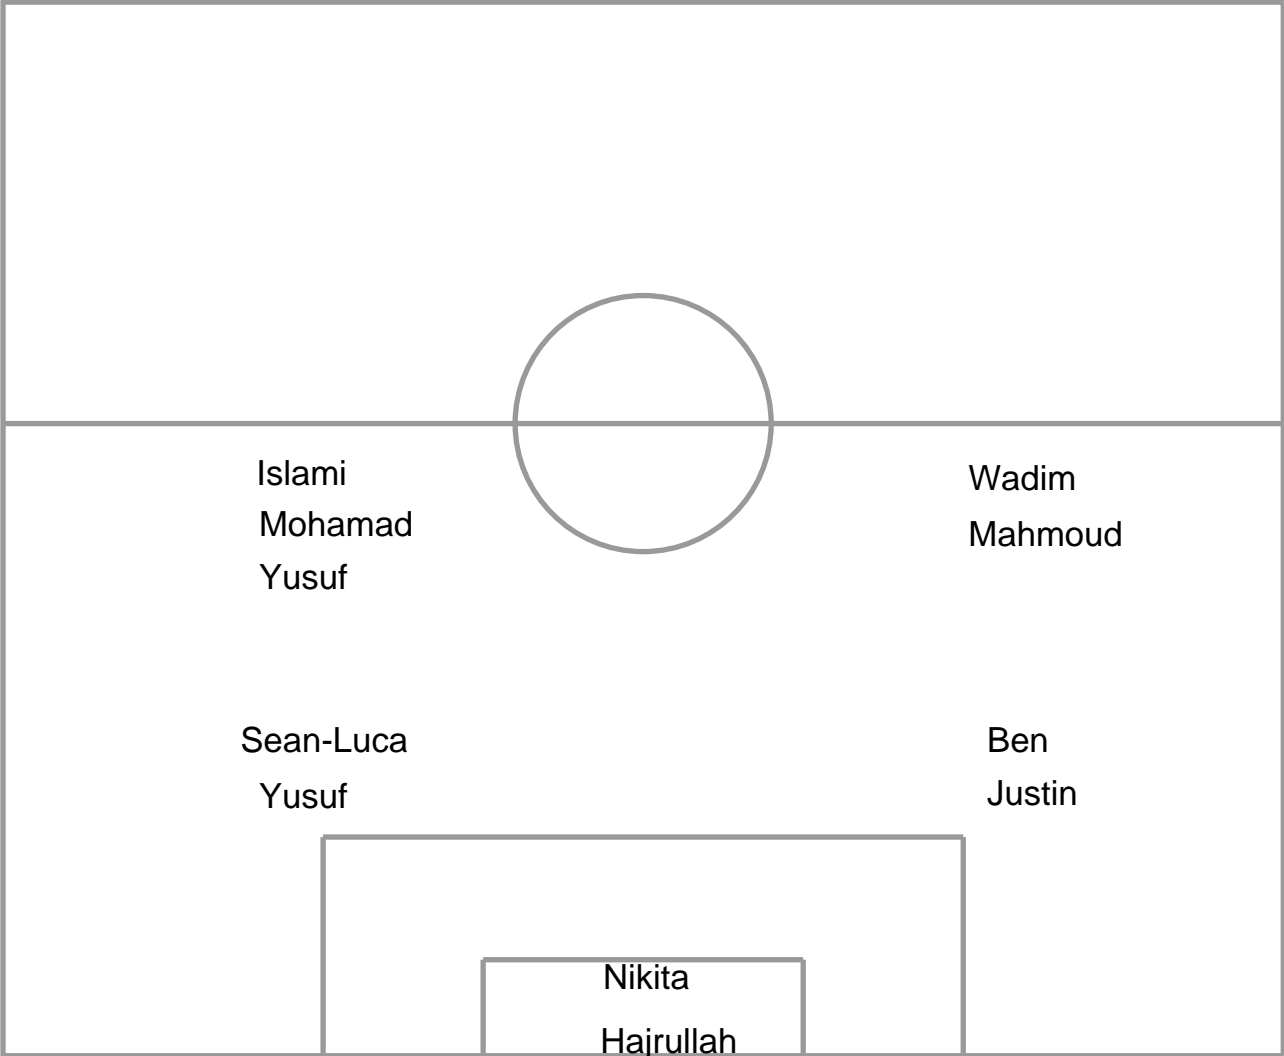 Islami
Mohamad
Yusuf
Wadim
Mahmoud
Sean-Luca
Yusuf
Ben
Justin
Nikita
Hajrullah